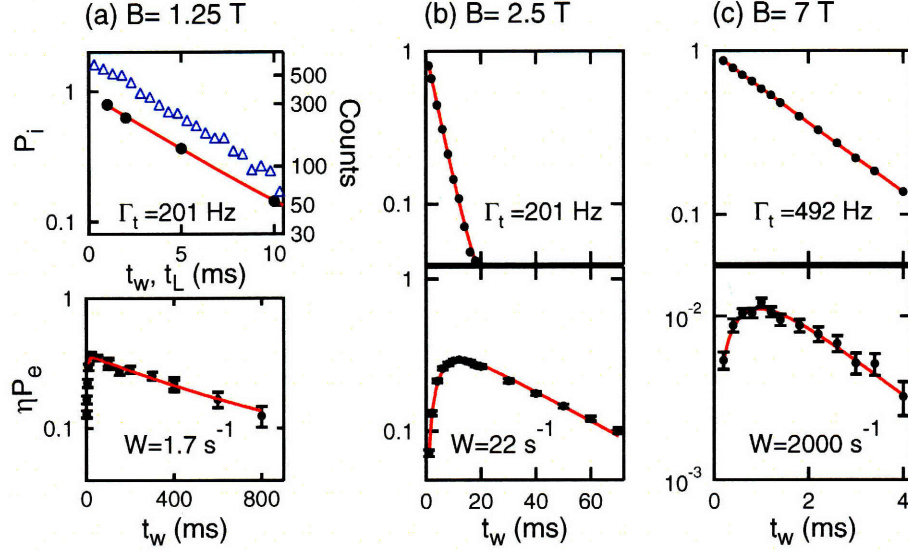 (a) B= 1.25 T
(b) B= 2.5 T
(c) B= 7 T
P_i
1
0.1
Γ_t =201 Hz
500
300
100
50
30
Counts
0
5
10
t_w, t_L (ms)
1
0.1
Γ_t =201 Hz
1
0.1
Γ_t =492 Hz
ηP_e
1
0.1
W=1.7 s⁻¹
0
400
800
t_w (ms)
1
0.1
W=22 s⁻¹
0
20
40
60
t_w (ms)
10⁻²
10⁻³
W=2000 s⁻¹
0
2
4
t_w (ms)